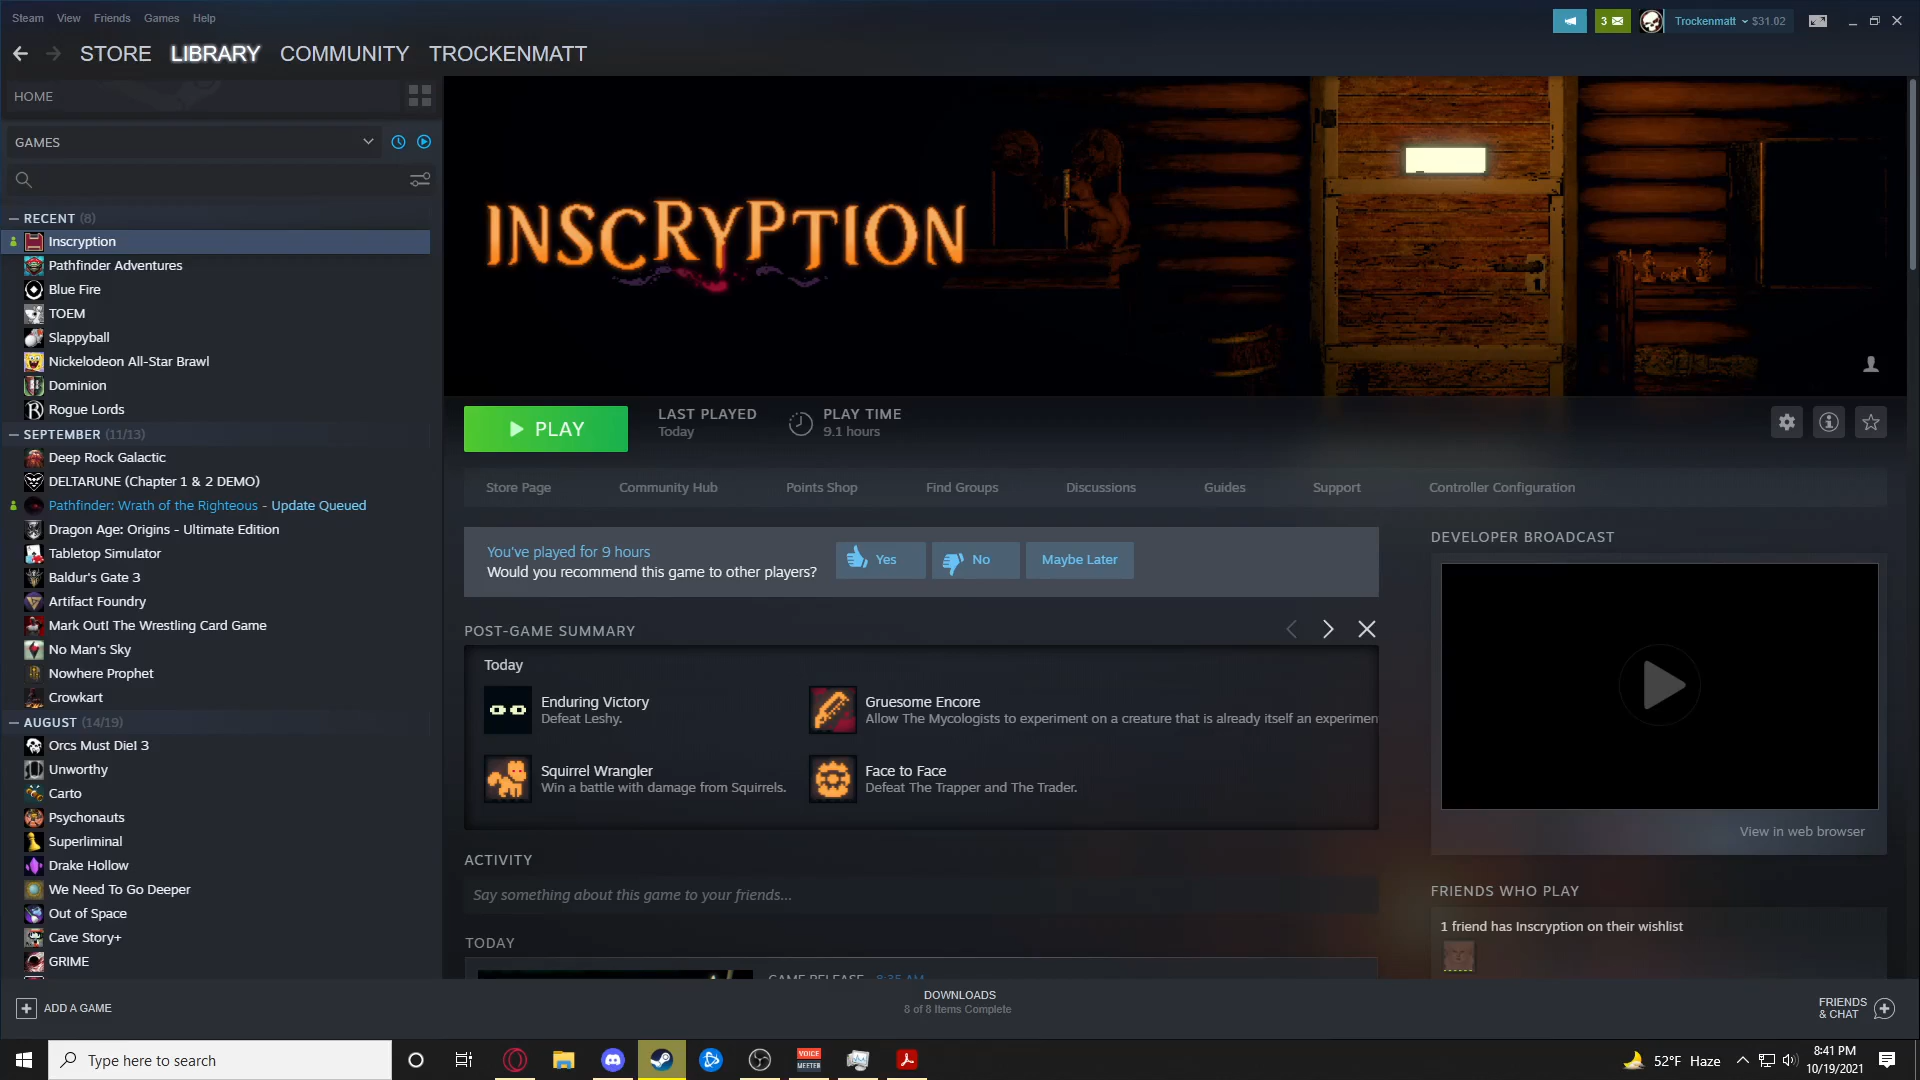 Steam View Friends Games Help
3
Trockenmatt $31.02
STORE LIBRARY COMMUNITY TROCKENMATT
HOME
GAMES
RECENT (8)
Inscryption
Pathfinder Adventures
Blue Fire
TOEM
Slappyball
Nickelodeon All-Star Brawl
Dominion
Rogue Lords
SEPTEMBER (11/13)
Deep Rock Galactic
DELTARUNE (Chapter 1 & 2 DEMO)
Pathfinder: Wrath of the Righteous - Update Queued
Dragon Age: Origins - Ultimate Edition
Tabletop Simulator
Baldur's Gate 3
Artifact Foundry
Mark Out! The Wrestling Card Game
No Man's Sky
Nowhere Prophet
Crowkart
AUGUST (14/19)
Orcs Must Die! 3
Unworthy
Carto
Psychonauts
Superliminal
Drake Hollow
We Need To Go Deeper
Out of Space
Cave Story+
GRIME
ADD A GAME
INSCRYPTION
PLAY
LAST PLAYED
Today
PLAY TIME
9.1 hours
Store Page Community Hub Points Shop Find Groups Discussions Guides Support Controller Configuration
You've played for 9 hours
Would you recommend this game to other players?
Yes No Maybe Later
POST-GAME SUMMARY
Today
Enduring Victory
Defeat Leshy.
Gruesome Encore
Allow The Mycologists to experiment on a creature that is already itself an experimen
Squirrel Wrangler
Win a battle with damage from Squirrels.
Face to Face
Defeat The Trapper and The Trader.
ACTIVITY
Say something about this game to your friends...
TODAY
GAME RELEASE 8:35 AM
DEVELOPER BROADCAST
View in web browser
FRIENDS WHO PLAY
1 friend has Inscryption on their wishlist
DOWNLOADS
8 of 8 Items Complete
FRIENDS
& CHAT
Type here to search
VOICE
MEETER
52°F Haze
8:41 PM
10/19/2021